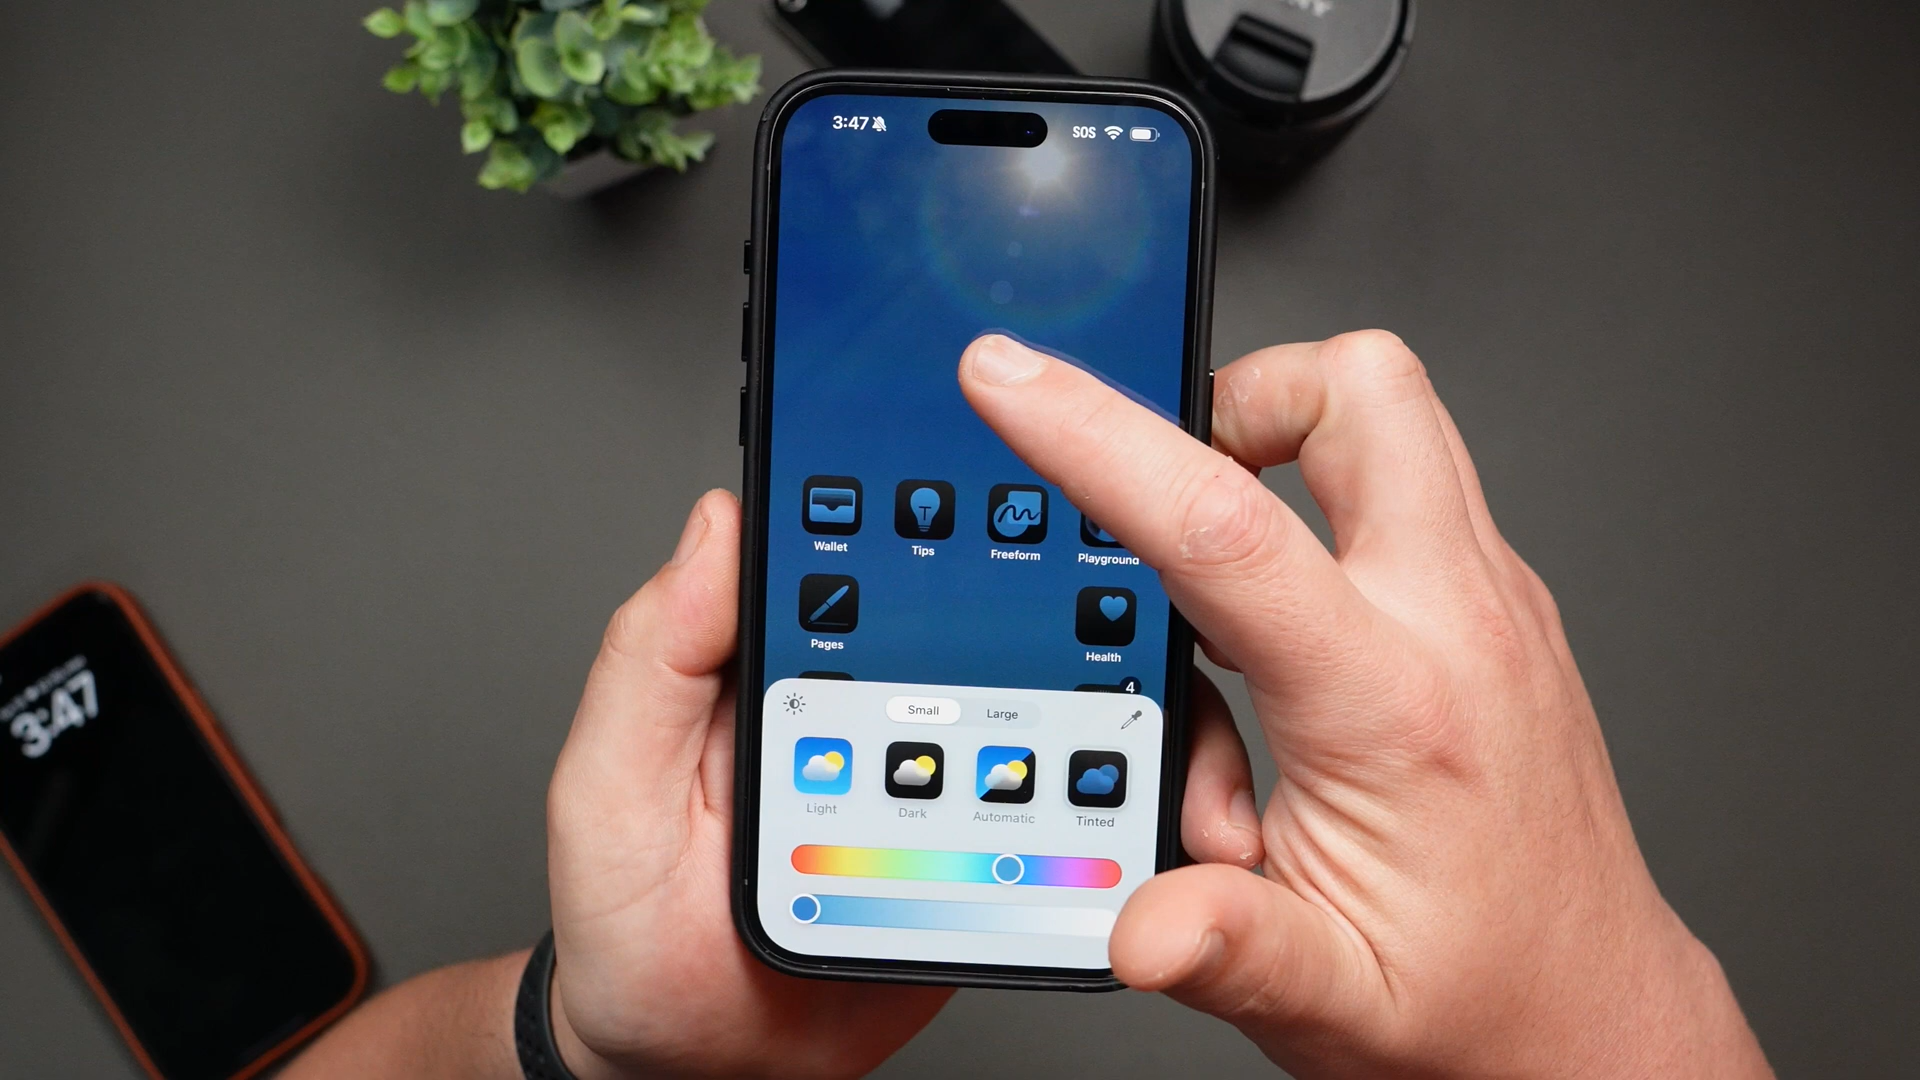 3:47
SOS
Wallet
Tips
Freeform
Playground
Pages
Health
4
Small
Large
Light
Dark
Automatic
Tinted
3:47